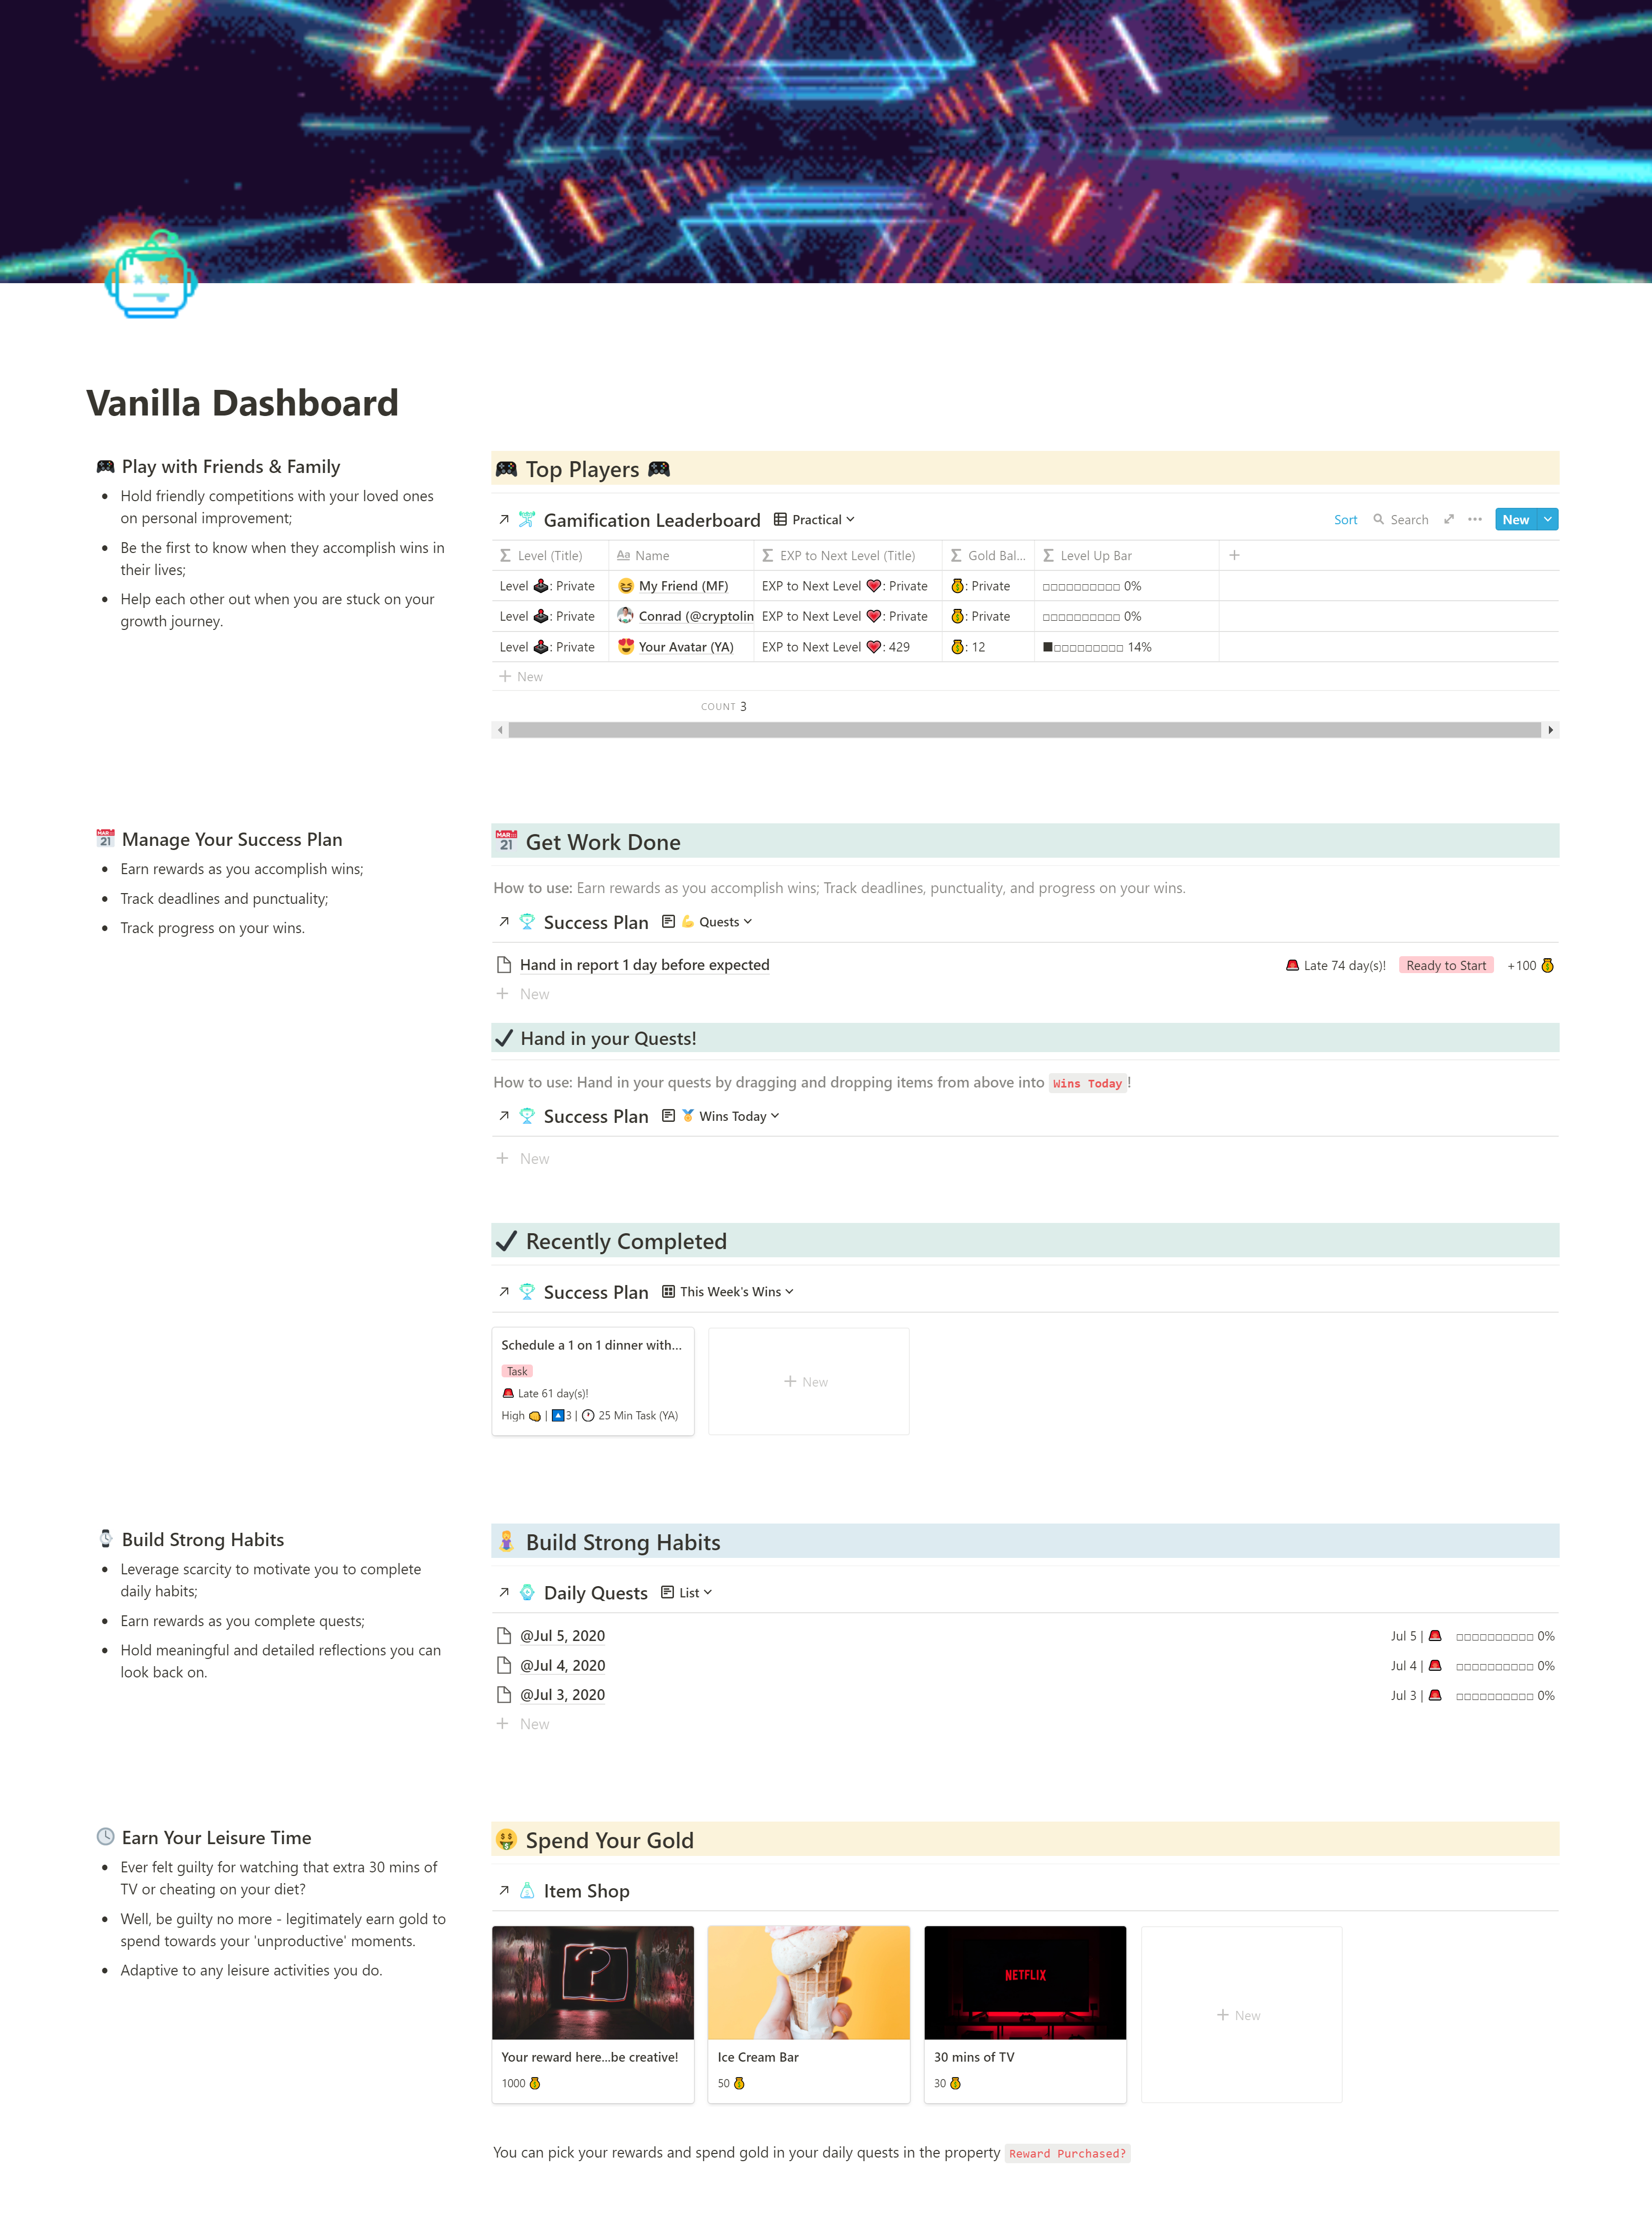 Vanilla Dashboard
🎮 Play with Friends & Family
• Hold friendly competitions with your loved ones
on personal improvement;
• Be the first to know when they accomplish wins in
their lives;
• Help each other out when you are stuck on your
growth journey.
🎮 Top Players 🎮
Gamification Leaderboard Practical
Sort Search New
Level (Title) Aa Name EXP to Next Level (Title) Gold Bal... Level Up Bar
Level 🕹️: Private My Friend (MF) EXP to Next Level 💗: Private 💰: Private □□□□□□□□□□ 0%
Level 🕹️: Private Conrad (@cryptolin EXP to Next Level 💗: Private 💰: Private □□□□□□□□□□ 0%
Level 🕹️: Private Your Avatar (YA) EXP to Next Level 💗: 429 💰: 12 ■□□□□□□□□□ 14%
+ New
COUNT 3
📅 Manage Your Success Plan
• Earn rewards as you accomplish wins;
• Track deadlines and punctuality;
• Track progress on your wins.
MAR 21 Get Work Done
How to use: Earn rewards as you accomplish wins; Track deadlines, punctuality, and progress on your wins.
Success Plan 💪 Quests
Hand in report 1 day before expected 🚨 Late 74 day(s)! Ready to Start +100 💰
+ New
✔ Hand in your Quests!
How to use: Hand in your quests by dragging and dropping items from above into Wins Today!
Success Plan 🏅 Wins Today
+ New
✔ Recently Completed
Success Plan This Week's Wins
Schedule a 1 on 1 dinner with...
Task
🚨 Late 61 day(s)!
High 👊 | 🔼3 | 🕐 25 Min Task (YA)
+ New
⌚ Build Strong Habits
• Leverage scarcity to motivate you to complete
daily habits;
• Earn rewards as you complete quests;
• Hold meaningful and detailed reflections you can
look back on.
🧘 Build Strong Habits
Daily Quests List
@Jul 5, 2020 Jul 5 | 🚨 □□□□□□□□□□ 0%
@Jul 4, 2020 Jul 4 | 🚨 □□□□□□□□□□ 0%
@Jul 3, 2020 Jul 3 | 🚨 □□□□□□□□□□ 0%
+ New
🕓 Earn Your Leisure Time
• Ever felt guilty for watching that extra 30 mins of
TV or cheating on your diet?
• Well, be guilty no more - legitimately earn gold to
spend towards your 'unproductive' moments.
• Adaptive to any leisure activities you do.
🤑 Spend Your Gold
Item Shop
?
NETFLIX
Your reward here...be creative!
1000 💰
Ice Cream Bar
50 💰
30 mins of TV
30 💰
+ New
You can pick your rewards and spend gold in your daily quests in the property Reward Purchased?